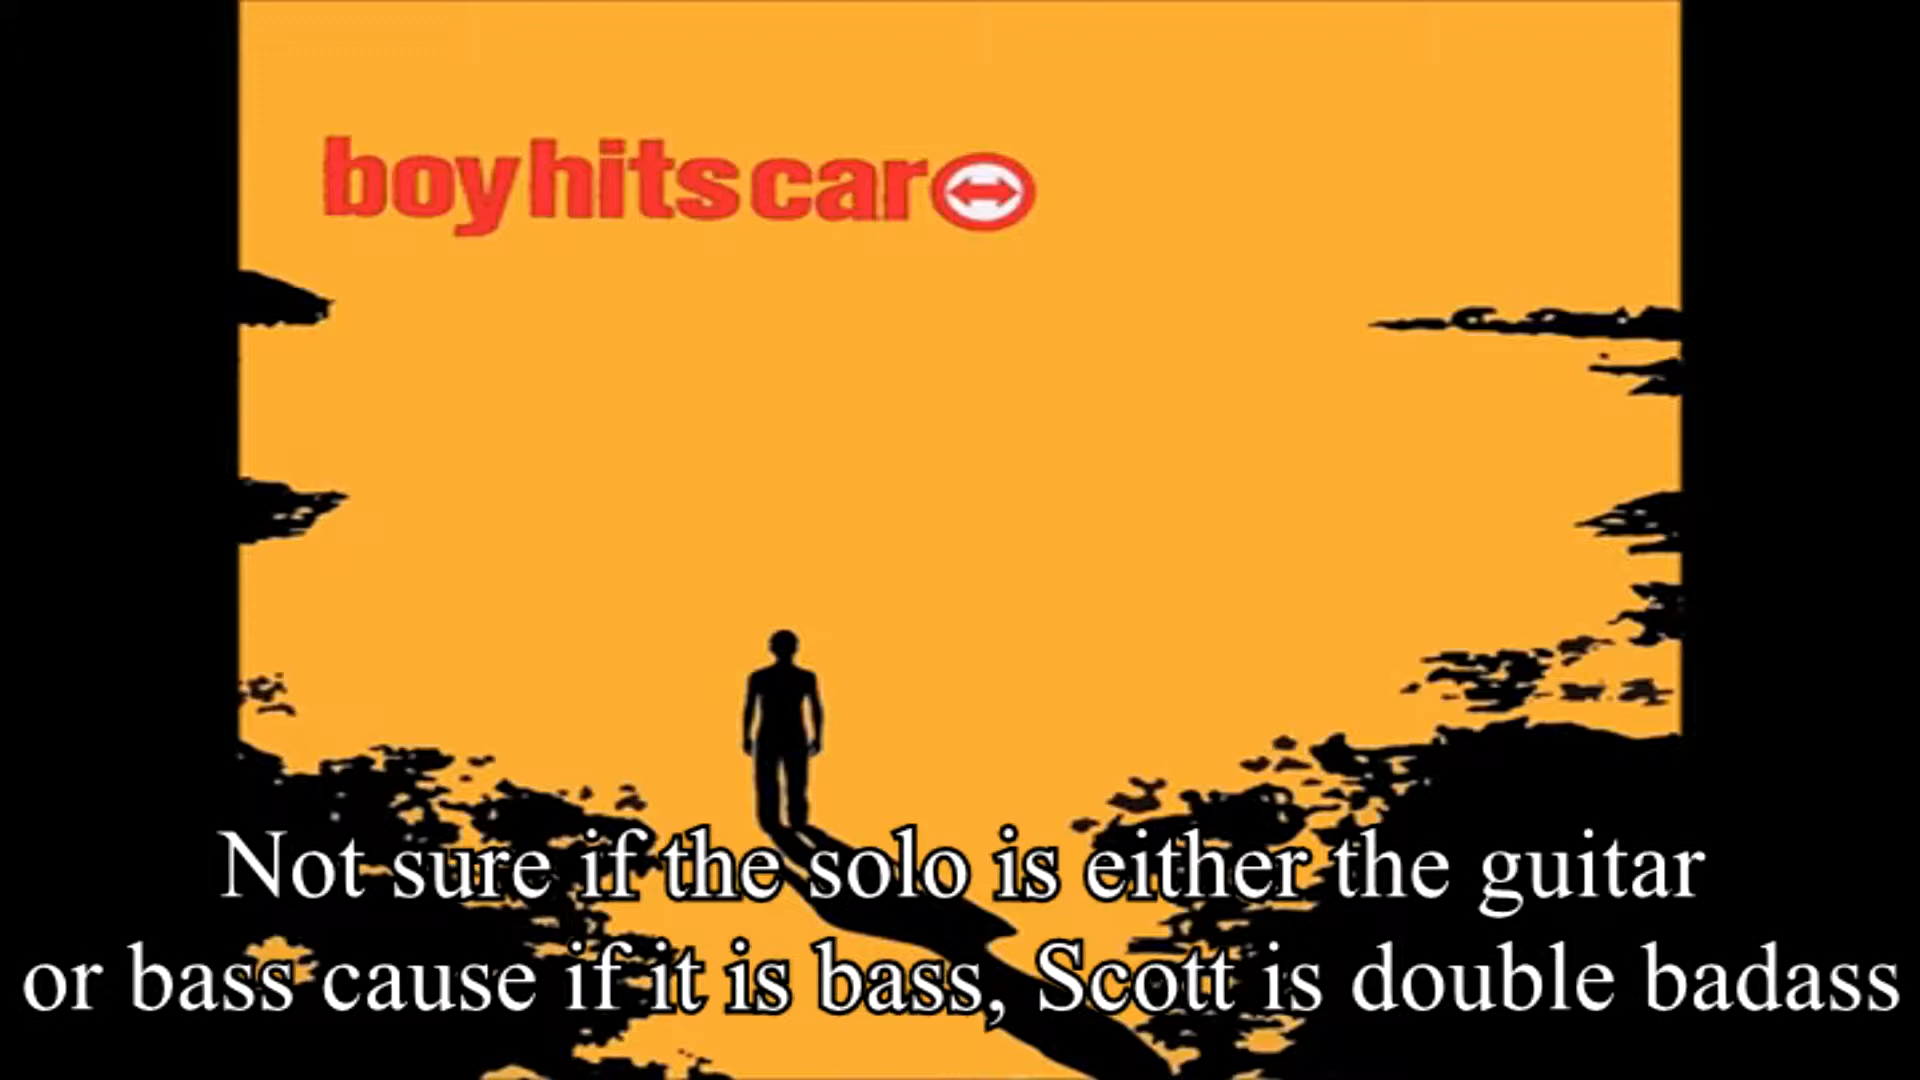 boyhitscar
Not sure if the solo is either the guitar
or bass cause if it is bass, Scott is double badass